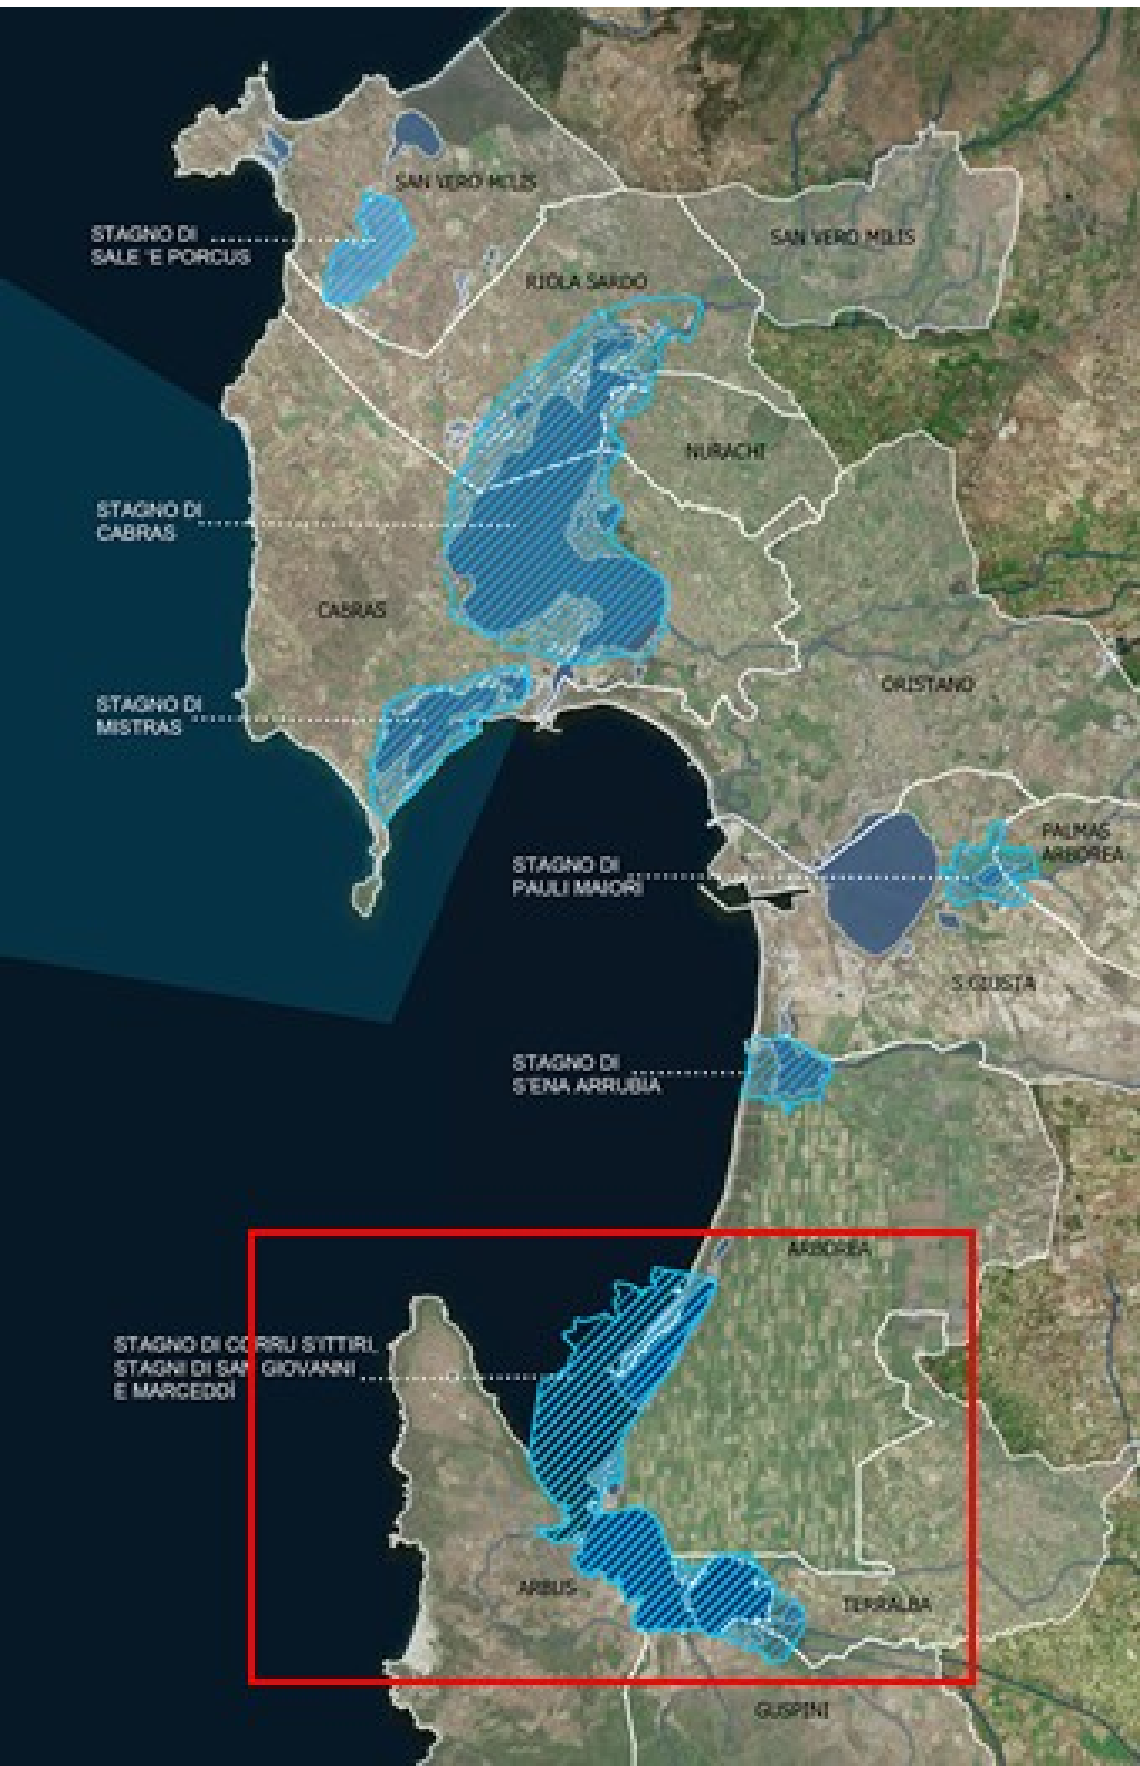 SAN VERO MILIS
STAGNO DI
SALE 'E PORCUS
SAN VERO MILIS
RIOLA SARDO
NURACHI
STAGNO DI
CABRAS
CABRAS
ORISTANO
STAGNO DI
MISTRAS
PALMAS
ARBOREA
STAGNO DI
PAULI MAIORI
S.GIUSTA
STAGNO DI
S'ENA ARRUBIA
ARBOREA
STAGNO DI CORRU S'ITTIRI,
STAGNI DI SAN GIOVANNI
E MARCEDDÌ
ARBUS
TERRALBA
GUSPINI